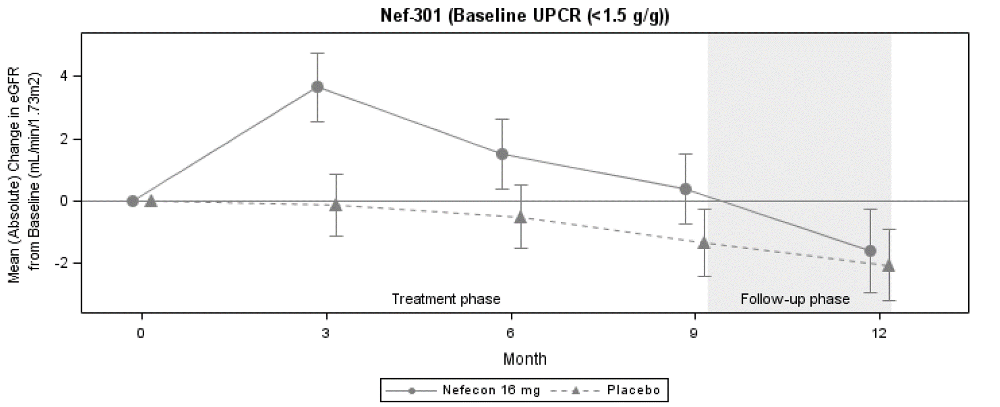 Nef-301 (Baseline UPCR (<1.5 g/g))
Mean (Absolute) Change in eGFR
from Baseline (mL/min/1.73m2)
4
2
0
-2
Treatment phase
Follow-up phase
0 3 6 9 12
Month
Nefecon 16 mg Placebo